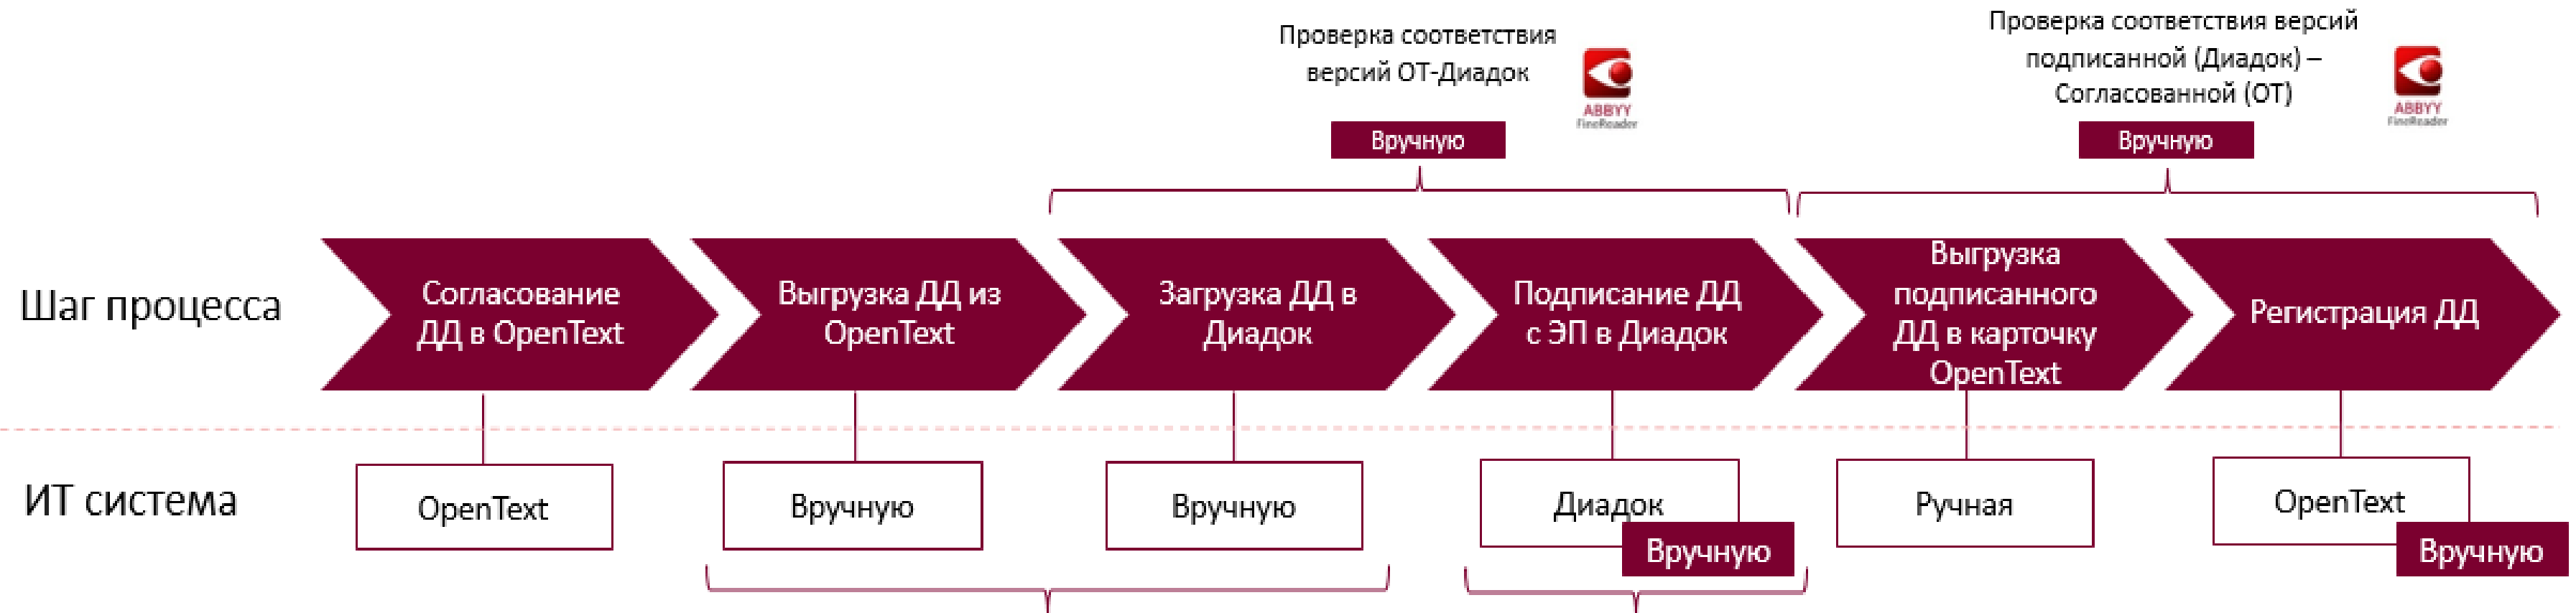 Проверка соответствия
версий ОТ-Диадок
ABBYY
FineReader
Вручную
Проверка соответствия версий
подписанной (Диадок) –
Согласованной (ОТ)
ABBYY
FineReader
Вручную
Шаг процесса
Согласование
ДД в OpenText
Выгрузка ДД из
OpenText
Загрузка ДД в
Диадок
Подписание ДД
с ЭП в Диадок
Выгрузка
подписанного
ДД в карточку
OpenText
Регистрация ДД
ИТ система
OpenText
Вручную
Вручную
Диадок
Вручную
Ручная
OpenText
Вручную